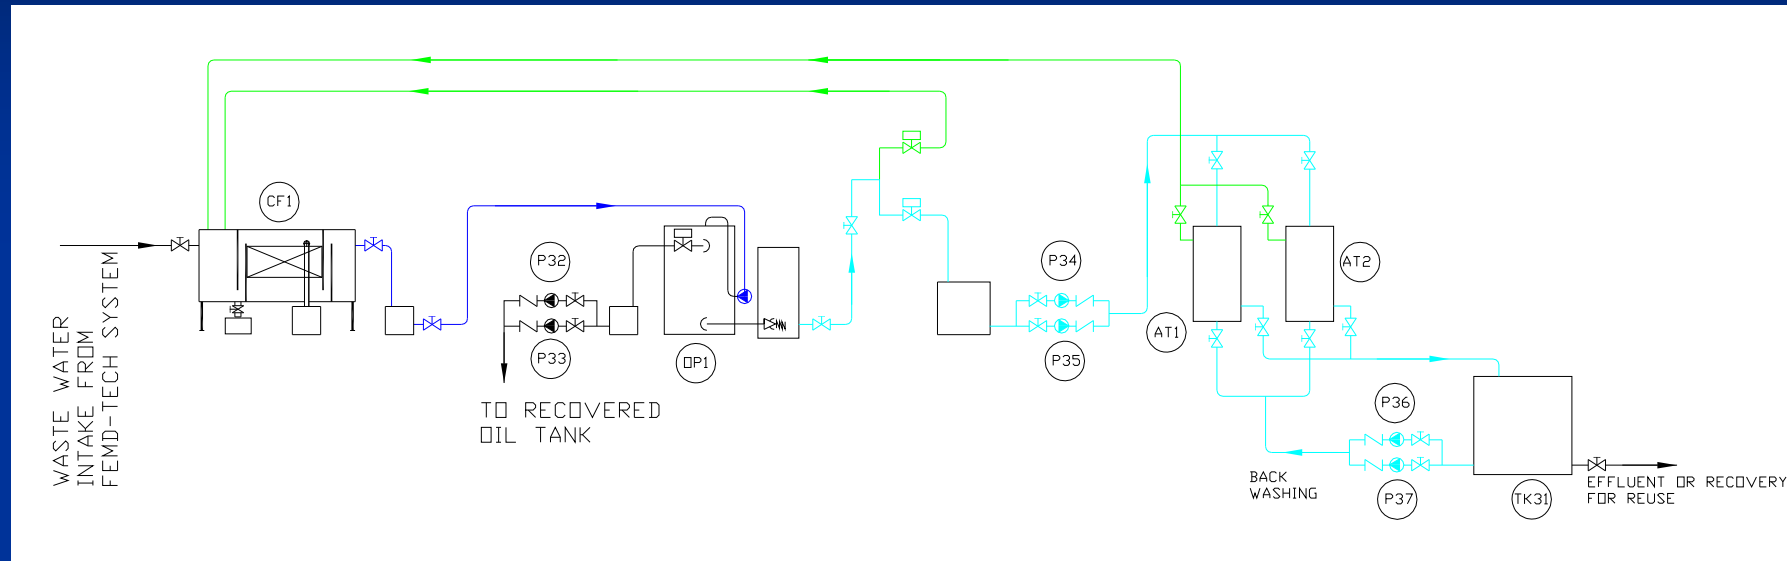 CF1
WASTE WATER
INTAKE FROM
FEMD-TECH SYSTEM
P32
P33
TO RECOVERED
OIL TANK
OP1
P34
P35
AT1
AT2
P36
P37
BACK
WASHING
TK31
EFFLUENT OR RECOVERY
FOR REUSE